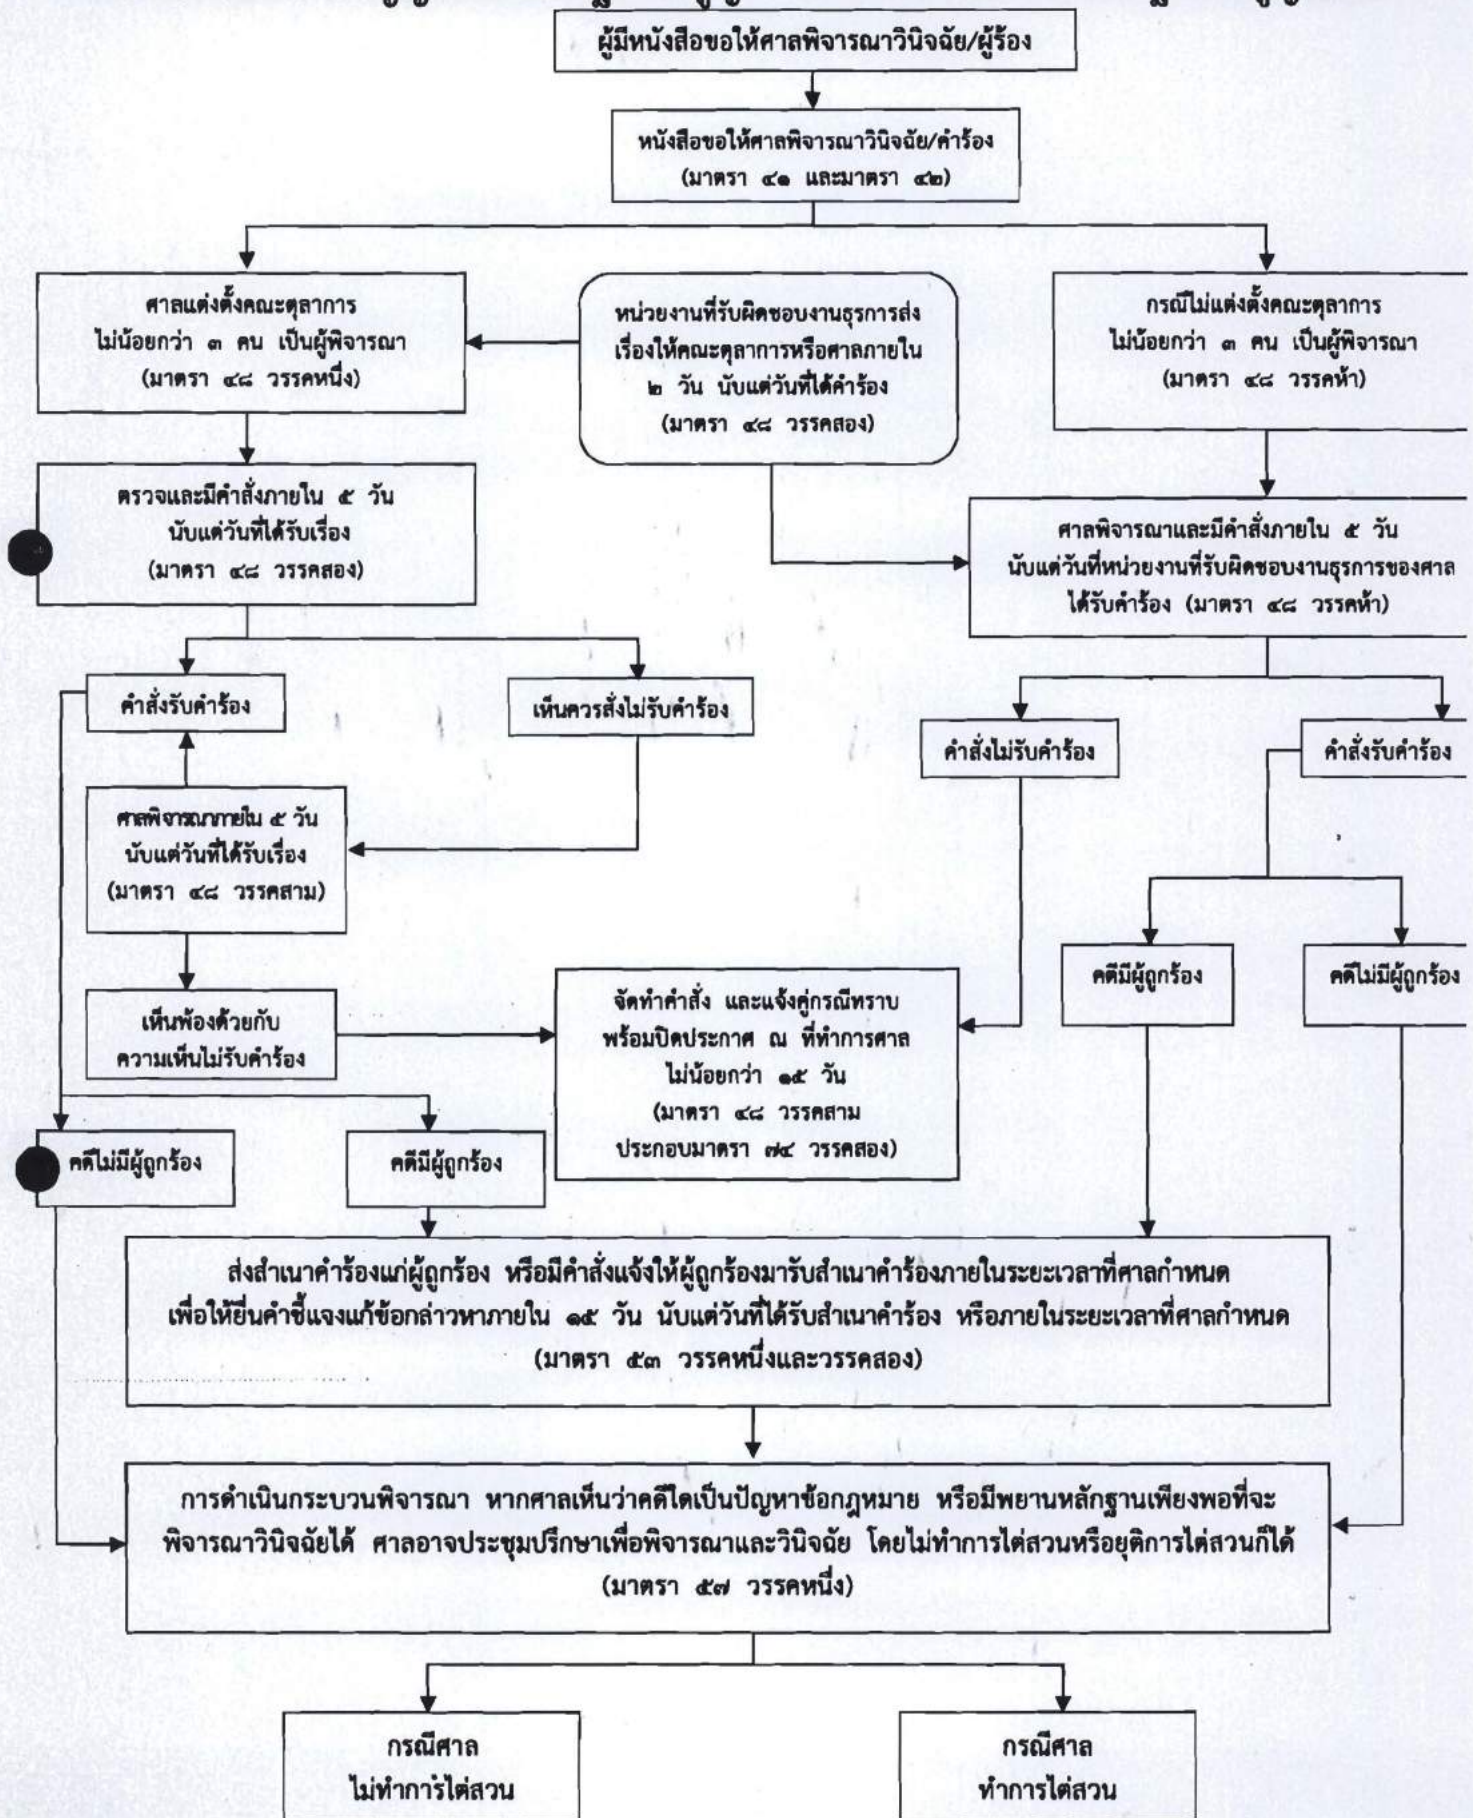 ผู้มีหนังสือขอให้ศาลพิจารณาวินิจฉัย/ผู้ร้อง
หนังสือขอให้ศาลพิจารณาวินิจฉัย/คำร้อง
(มาตรา ๔๑ และมาตรา ๔๒)
ศาลแต่งตั้งคณะตุลาการ
ไม่น้อยกว่า ๓ คน เป็นผู้พิจารณา
(มาตรา ๔๘ วรรคหนึ่ง)
หน่วยงานที่รับผิดชอบงานธุรการส่ง
เรื่องให้คณะตุลาการหรือศาลภายใน
๒ วัน นับแต่วันที่ได้คำร้อง
(มาตรา ๔๘ วรรคสอง)
กรณีไม่แต่งตั้งคณะตุลาการ
ไม่น้อยกว่า ๓ คน เป็นผู้พิจารณา
(มาตรา ๔๘ วรรคห้า)
ตรวจและมีคำสั่งภายใน ๕ วัน
นับแต่วันที่ได้รับเรื่อง
(มาตรา ๔๘ วรรคสอง)
ศาลพิจารณาและมีคำสั่งภายใน ๕ วัน
นับแต่วันที่หน่วยงานที่รับผิดชอบงานธุรการของศาล
ได้รับคำร้อง (มาตรา ๔๘ วรรคห้า)
คำสั่งรับคำร้อง
เห็นควรสั่งไม่รับคำร้อง
คำสั่งไม่รับคำร้อง
คำสั่งรับคำร้อง
ศาลพิจารณาภายใน ๕ วัน
นับแต่วันที่ได้รับเรื่อง
(มาตรา ๔๘ วรรคสาม)
คดีมีผู้ถูกร้อง
คดีไม่มีผู้ถูกร้อง
เห็นพ้องด้วยกับ
ความเห็นไม่รับคำร้อง
จัดทำคำสั่ง และแจ้งคู่กรณีทราบ
พร้อมปิดประกาศ ณ ที่ทำการศาล
ไม่น้อยกว่า ๑๕ วัน
(มาตรา ๔๘ วรรคสาม
ประกอบมาตรา ๗๔ วรรคสอง)
คดีไม่มีผู้ถูกร้อง
คดีมีผู้ถูกร้อง
ส่งสำเนาคำร้องแก่ผู้ถูกร้อง หรือมีคำสั่งแจ้งให้ผู้ถูกร้องมารับสำเนาคำร้องภายในระยะเวลาที่ศาลกำหนด
เพื่อให้ยื่นคำชี้แจงแก้ข้อกล่าวหาภายใน ๑๕ วัน นับแต่วันที่ได้รับสำเนาคำร้อง หรือภายในระยะเวลาที่ศาลกำหนด
(มาตรา ๕๓ วรรคหนึ่งและวรรคสอง)
การดำเนินกระบวนพิจารณา หากศาลเห็นว่าคดีใดเป็นปัญหาข้อกฎหมาย หรือมีพยานหลักฐานเพียงพอที่จะ
พิจารณาวินิจฉัยได้ ศาลอาจประชุมปรึกษาเพื่อพิจารณาและวินิจฉัย โดยไม่ทำการไต่สวนหรือยุติการไต่สวนก็ได้
(มาตรา ๕๗ วรรคหนึ่ง)
กรณีศาล
ไม่ทำการไต่สวน
กรณีศาล
ทำการไต่สวน